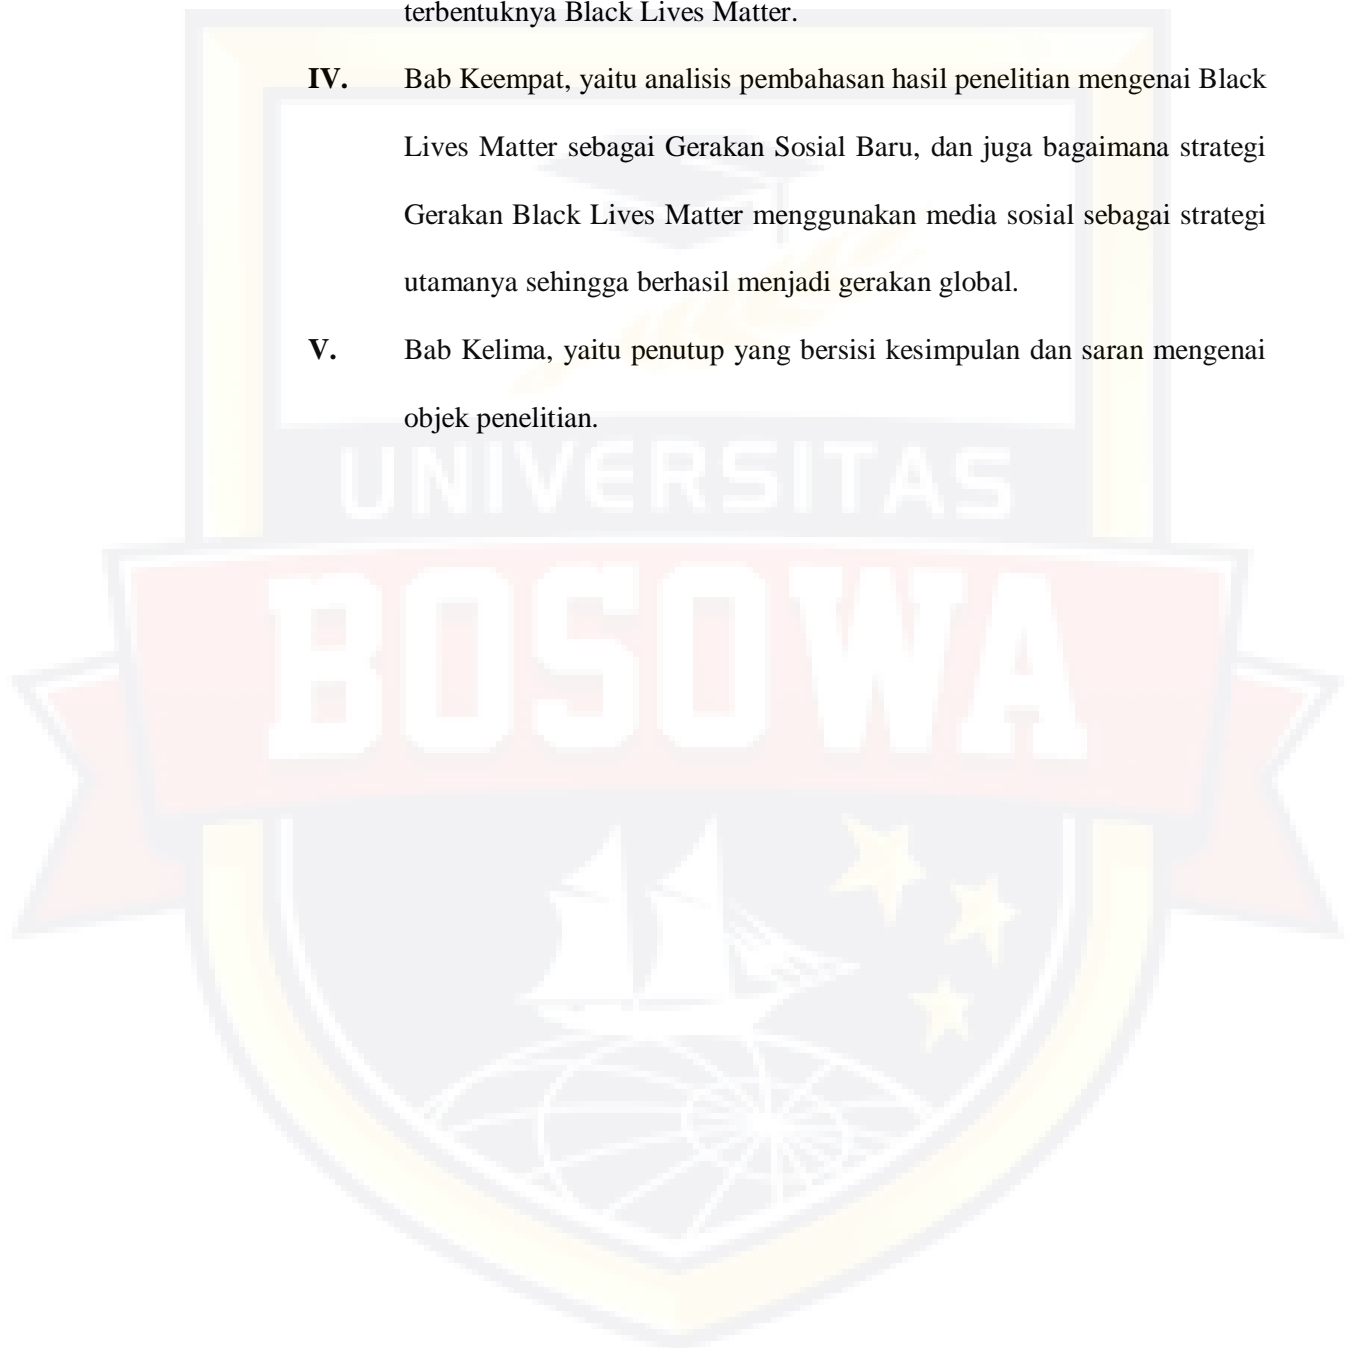 terbentuknya Black Lives Matter.
IV. Bab Keempat, yaitu analisis pembahasan hasil penelitian mengenai Black
Lives Matter sebagai Gerakan Sosial Baru, dan juga bagaimana strategi
Gerakan Black Lives Matter menggunakan media sosial sebagai strategi
utamanya sehingga berhasil menjadi gerakan global.
V. Bab Kelima, yaitu penutup yang bersisi kesimpulan dan saran mengenai
objek penelitian.
UNIVERSITAS
BOSOWA